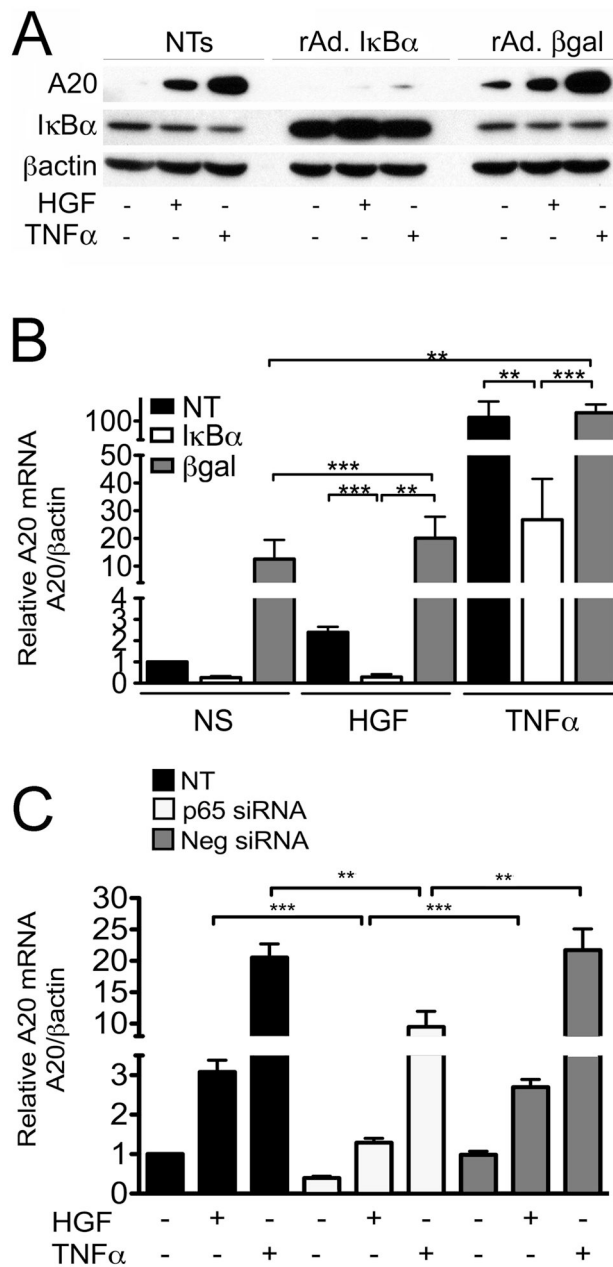 A
NTs rAd. IκBα rAd. βgal
A20
IκBα
βactin
HGF - + - - + - - + -
TNFα - - + - - + - - +
B
**
** ***
NT
IκBα
βgal
***
*** **
Relative A20 mRNA
A20/βactin
100
50
40
30
20
10
4
3
2
1
0
NS HGF TNFα
C
NT
p65 siRNA
Neg siRNA
** **
*** ***
Relative A20 mRNA
A20/βactin
30
25
20
15
10
3
2
1
0
HGF - + - - + - - + -
TNFα - - + - - + - - +